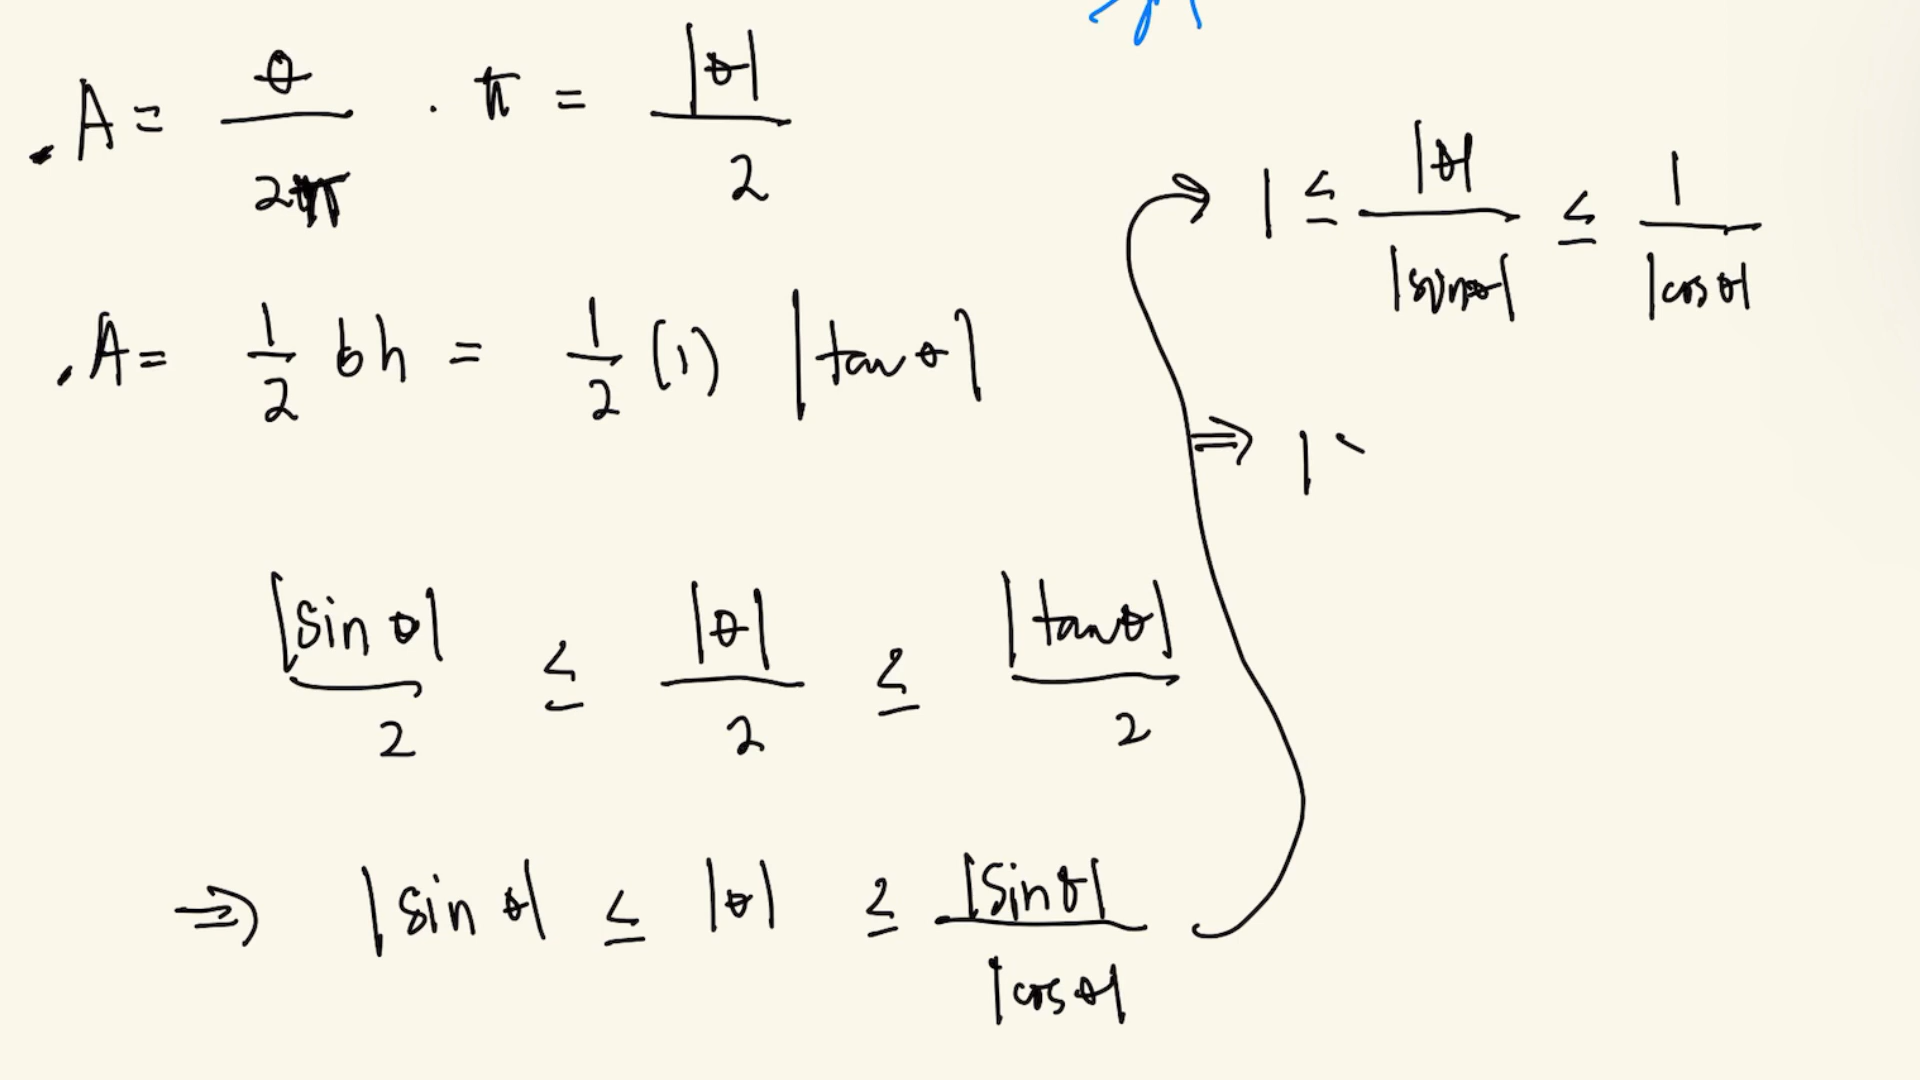 . A = θ/2π · π = |θ|/2
. A = 1/2 bh = 1/2 (1) |tan θ|
|sin θ|/2 ≤ |θ|/2 ≤ |tan θ|/2
⇒ |sin θ| ≤ |θ| ≤ |sin θ|/|cos θ|
1 ≤ |θ|/|sin θ| ≤ 1/|cos θ|
⇒ 1